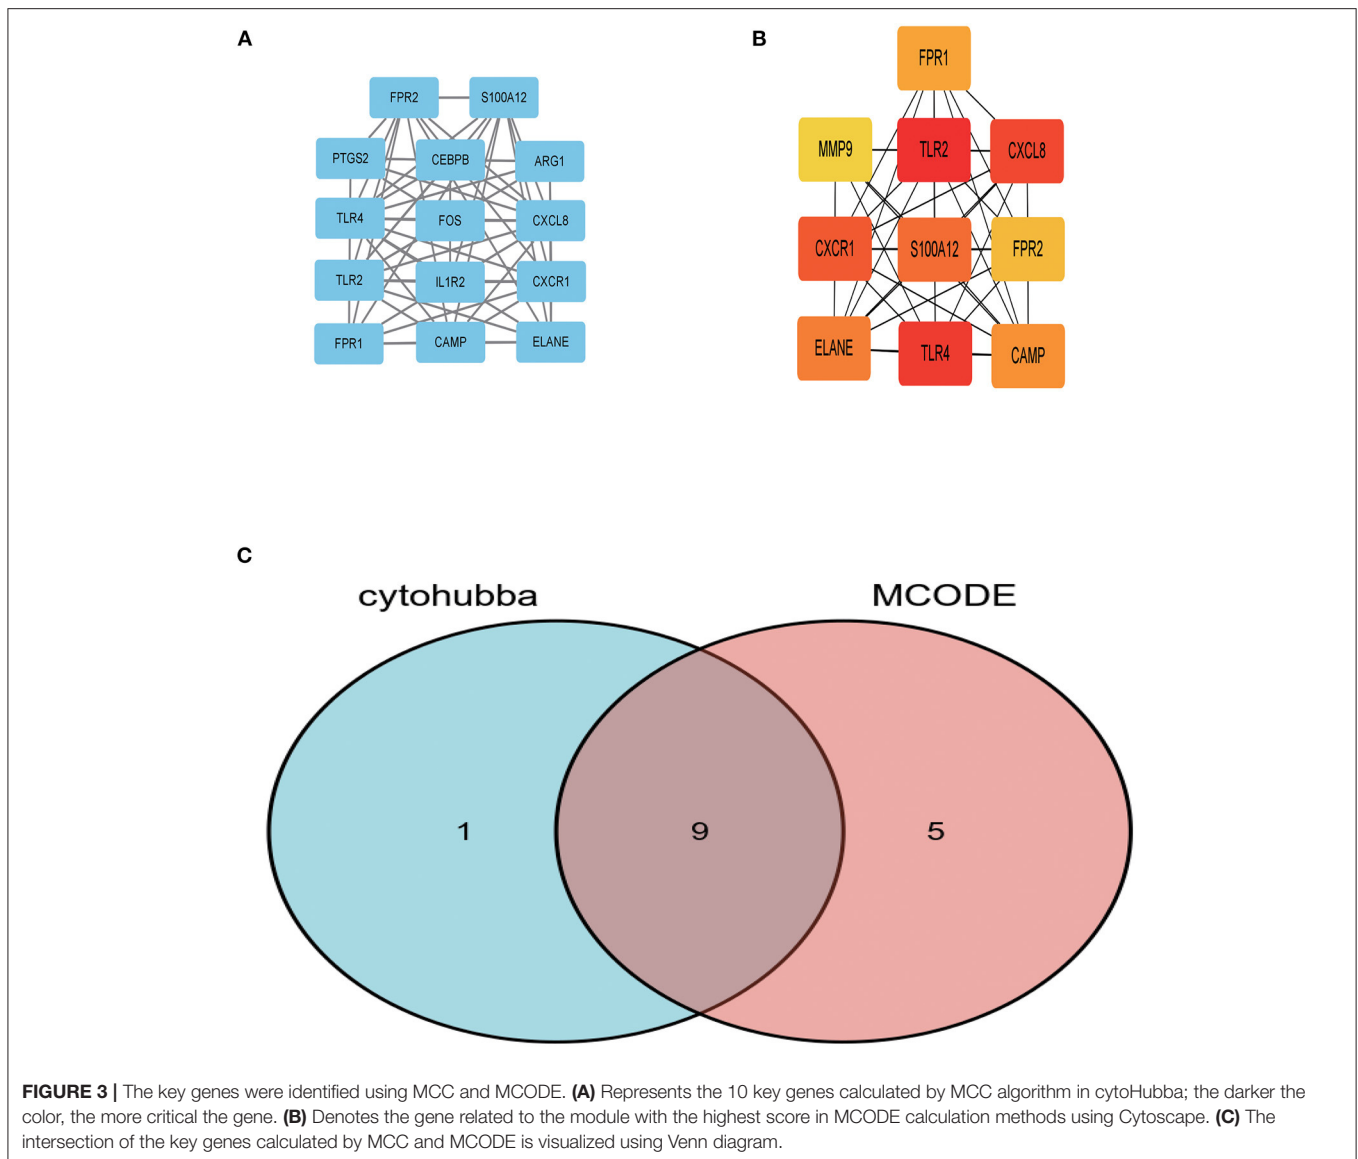 A
FPR2 S100A12
PTGS2 CEBPB ARG1
TLR4 FOS CXCL8
TLR2 IL1R2 CXCR1
FPR1 CAMP ELANE
B
FPR1
MMP9 TLR2 CXCL8
CXCR1 S100A12 FPR2
ELANE TLR4 CAMP
C
cytohubba MCODE
1 9 5
FIGURE 3 | The key genes were identified using MCC and MCODE. (A) Represents the 10 key genes calculated by MCC algorithm in cytoHubba; the darker the
color, the more critical the gene. (B) Denotes the gene related to the module with the highest score in MCODE calculation methods using Cytoscape. (C) The
intersection of the key genes calculated by MCC and MCODE is visualized using Venn diagram.